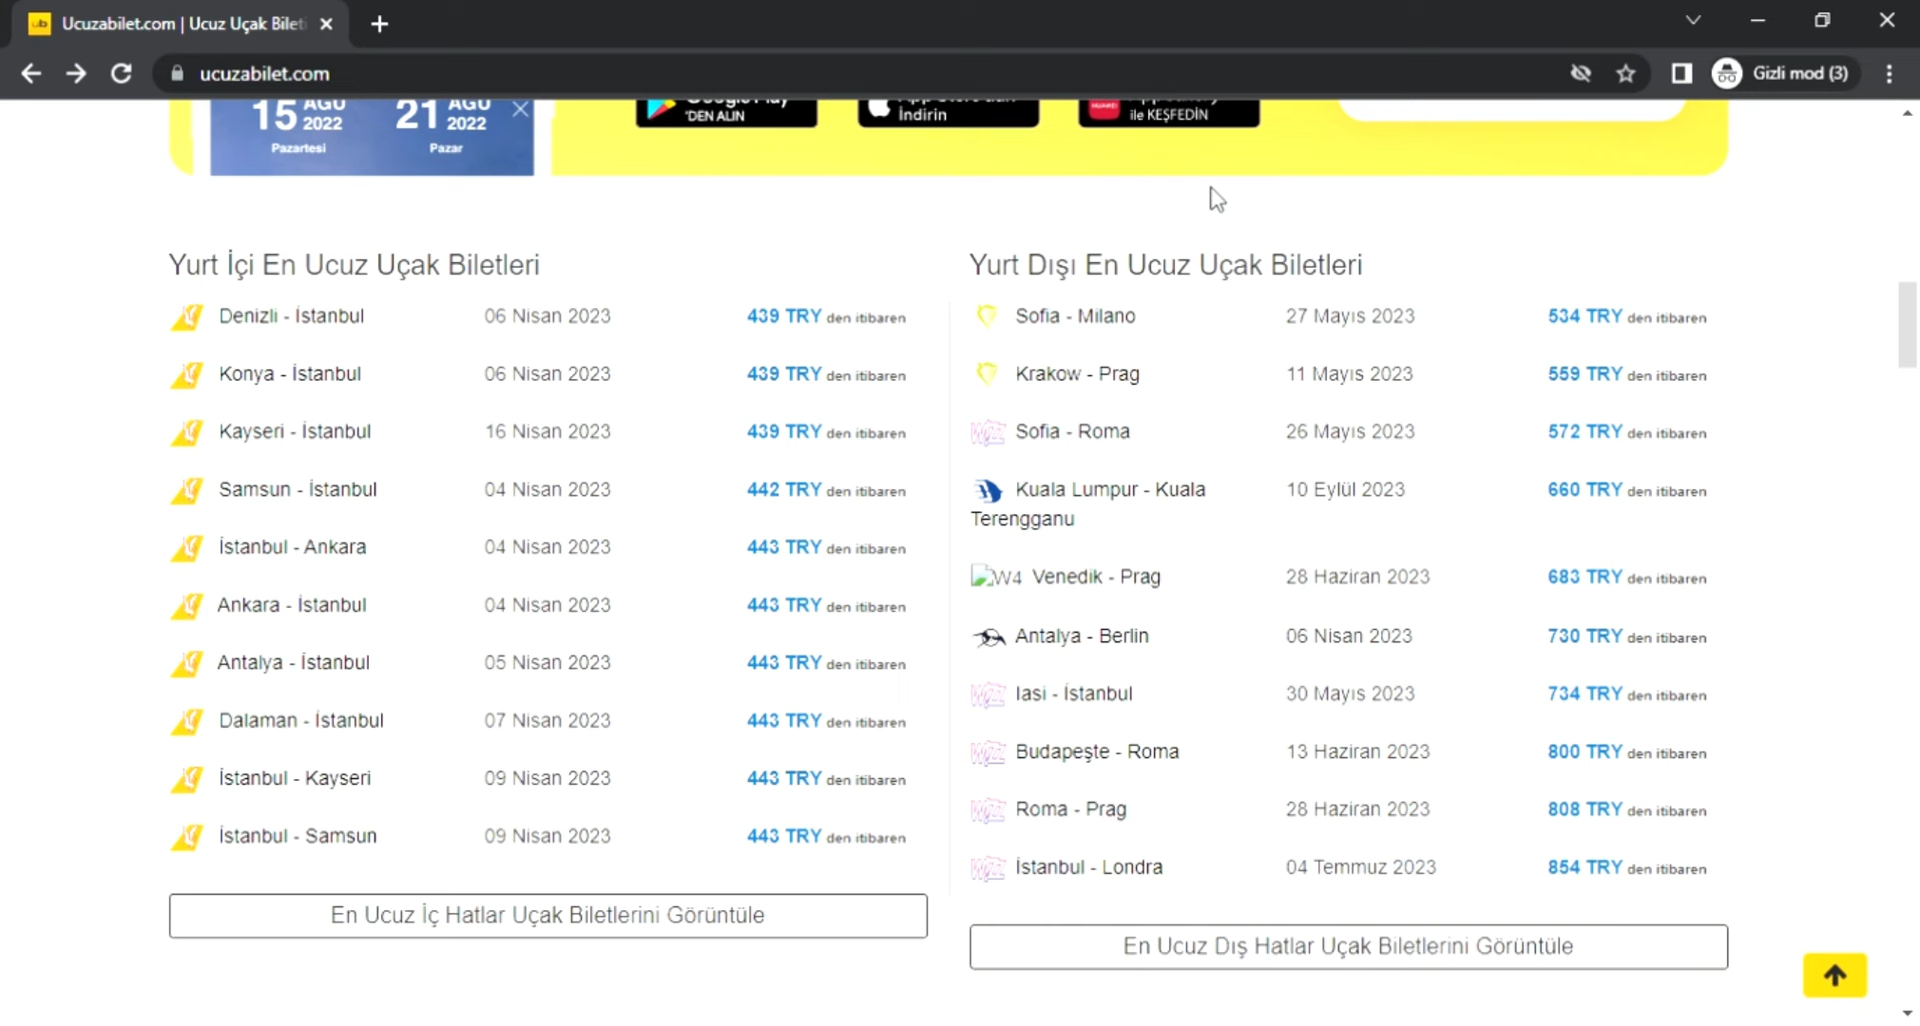 Ucuzabilet.com | Ucuz Uçak Bileti
ucuzabilet.com
Gizli mod (3)
15 AĞU 2022 Pazartesi
21 AĞU 2022 Pazar
Google Play
'DEN ALIN
App Store'dan
İndirin
AppGallery
ile KEŞFEDİN
Yurt İçi En Ucuz Uçak Biletleri
Denizli - İstanbul 06 Nisan 2023 439 TRY den itibaren
Konya - İstanbul 06 Nisan 2023 439 TRY den itibaren
Kayseri - İstanbul 16 Nisan 2023 439 TRY den itibaren
Samsun - İstanbul 04 Nisan 2023 442 TRY den itibaren
İstanbul - Ankara 04 Nisan 2023 443 TRY den itibaren
Ankara - İstanbul 04 Nisan 2023 443 TRY den itibaren
Antalya - İstanbul 05 Nisan 2023 443 TRY den itibaren
Dalaman - İstanbul 07 Nisan 2023 443 TRY den itibaren
İstanbul - Kayseri 09 Nisan 2023 443 TRY den itibaren
İstanbul - Samsun 09 Nisan 2023 443 TRY den itibaren
En Ucuz İç Hatlar Uçak Biletlerini Görüntüle
Yurt Dışı En Ucuz Uçak Biletleri
Sofia - Milano 27 Mayıs 2023 534 TRY den itibaren
Krakow - Prag 11 Mayıs 2023 559 TRY den itibaren
Sofia - Roma 26 Mayıs 2023 572 TRY den itibaren
Kuala Lumpur - Kuala 10 Eylül 2023 660 TRY den itibaren
Terengganu
W4 Venedik - Prag 28 Haziran 2023 683 TRY den itibaren
Antalya - Berlin 06 Nisan 2023 730 TRY den itibaren
Iasi - İstanbul 30 Mayıs 2023 734 TRY den itibaren
Budapeşte - Roma 13 Haziran 2023 800 TRY den itibaren
Roma - Prag 28 Haziran 2023 808 TRY den itibaren
İstanbul - Londra 04 Temmuz 2023 854 TRY den itibaren
En Ucuz Dış Hatlar Uçak Biletlerini Görüntüle